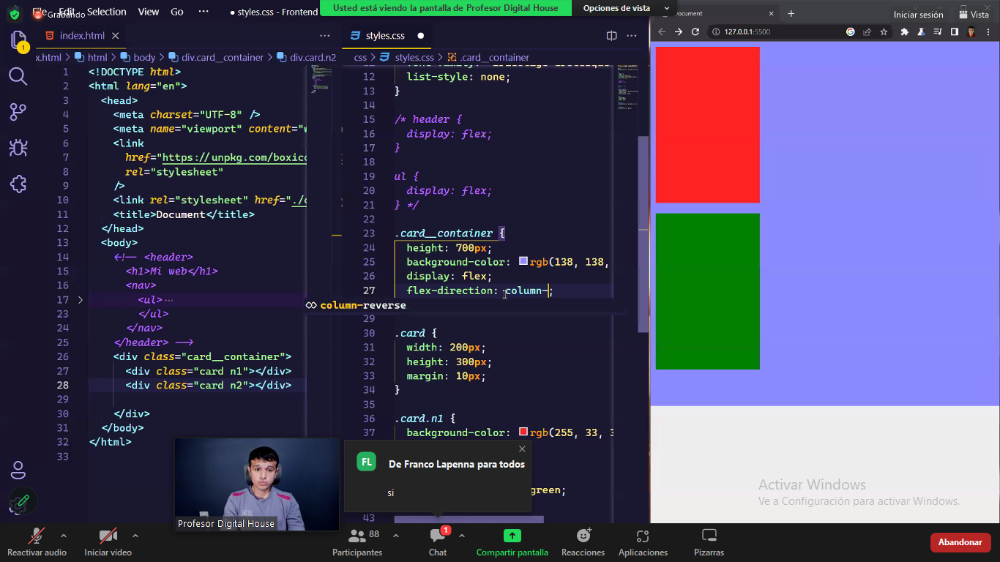 Grabando
File Edit Selection View Go ··· ● styles.css - Frontend
Usted está viendo la pantalla de Profesor Digital House
Opciones de vista
Document
Iniciar sesión
Vista
127.0.0.1:5500
index.html
x.html > html > body > div.card__container > div.card.n2
1 <!DOCTYPE html>
2 <html lang="en">
3 <head>
4 <meta charset="UTF-8" />
5 <meta name="viewport" content="w
6 <link
7 href="https://unpkg.com/boxico
8 rel="stylesheet"
9 />
10 <link rel="stylesheet" href="./c
11 <title>Document</title>
12 </head>
13 <body>
14 <!-- <header>
15 <h1>Mi web</h1>
16 <nav>
17 <ul> ···
23 </ul>
24 </nav>
25 </header> -->
26 <div class="card__container">
27 <div class="card n1"></div>
28 <div class="card n2"></div>
29
30 </div>
31 </body>
32 </html>
33
styles.css
css > styles.css > .card__container
12 list-style: none;
13 }
14
15 /* header {
16 display: flex;
17 }
18
19 ul {
20 display: flex;
21 } */
22
23 .card__container {
24 height: 700px;
25 background-color: rgb(138, 138,
26 display: flex;
27 flex-direction: column-;
column-reverse
29
30 .card {
31 width: 200px;
32 height: 300px;
33 margin: 10px;
34 }
35
36 .card.n1 {
37 background-color: rgb(255, 33, 3
green;
43
1
FL
De Franco Lapenna para todos
si
Profesor Digital House
Activar Windows
Ve a Configuración para activar Windows.
Reactivar audio
Iniciar vídeo
88
Participantes
1
Chat
Compartir pantalla
Reacciones
Aplicaciones
Pizarras
Abandonar